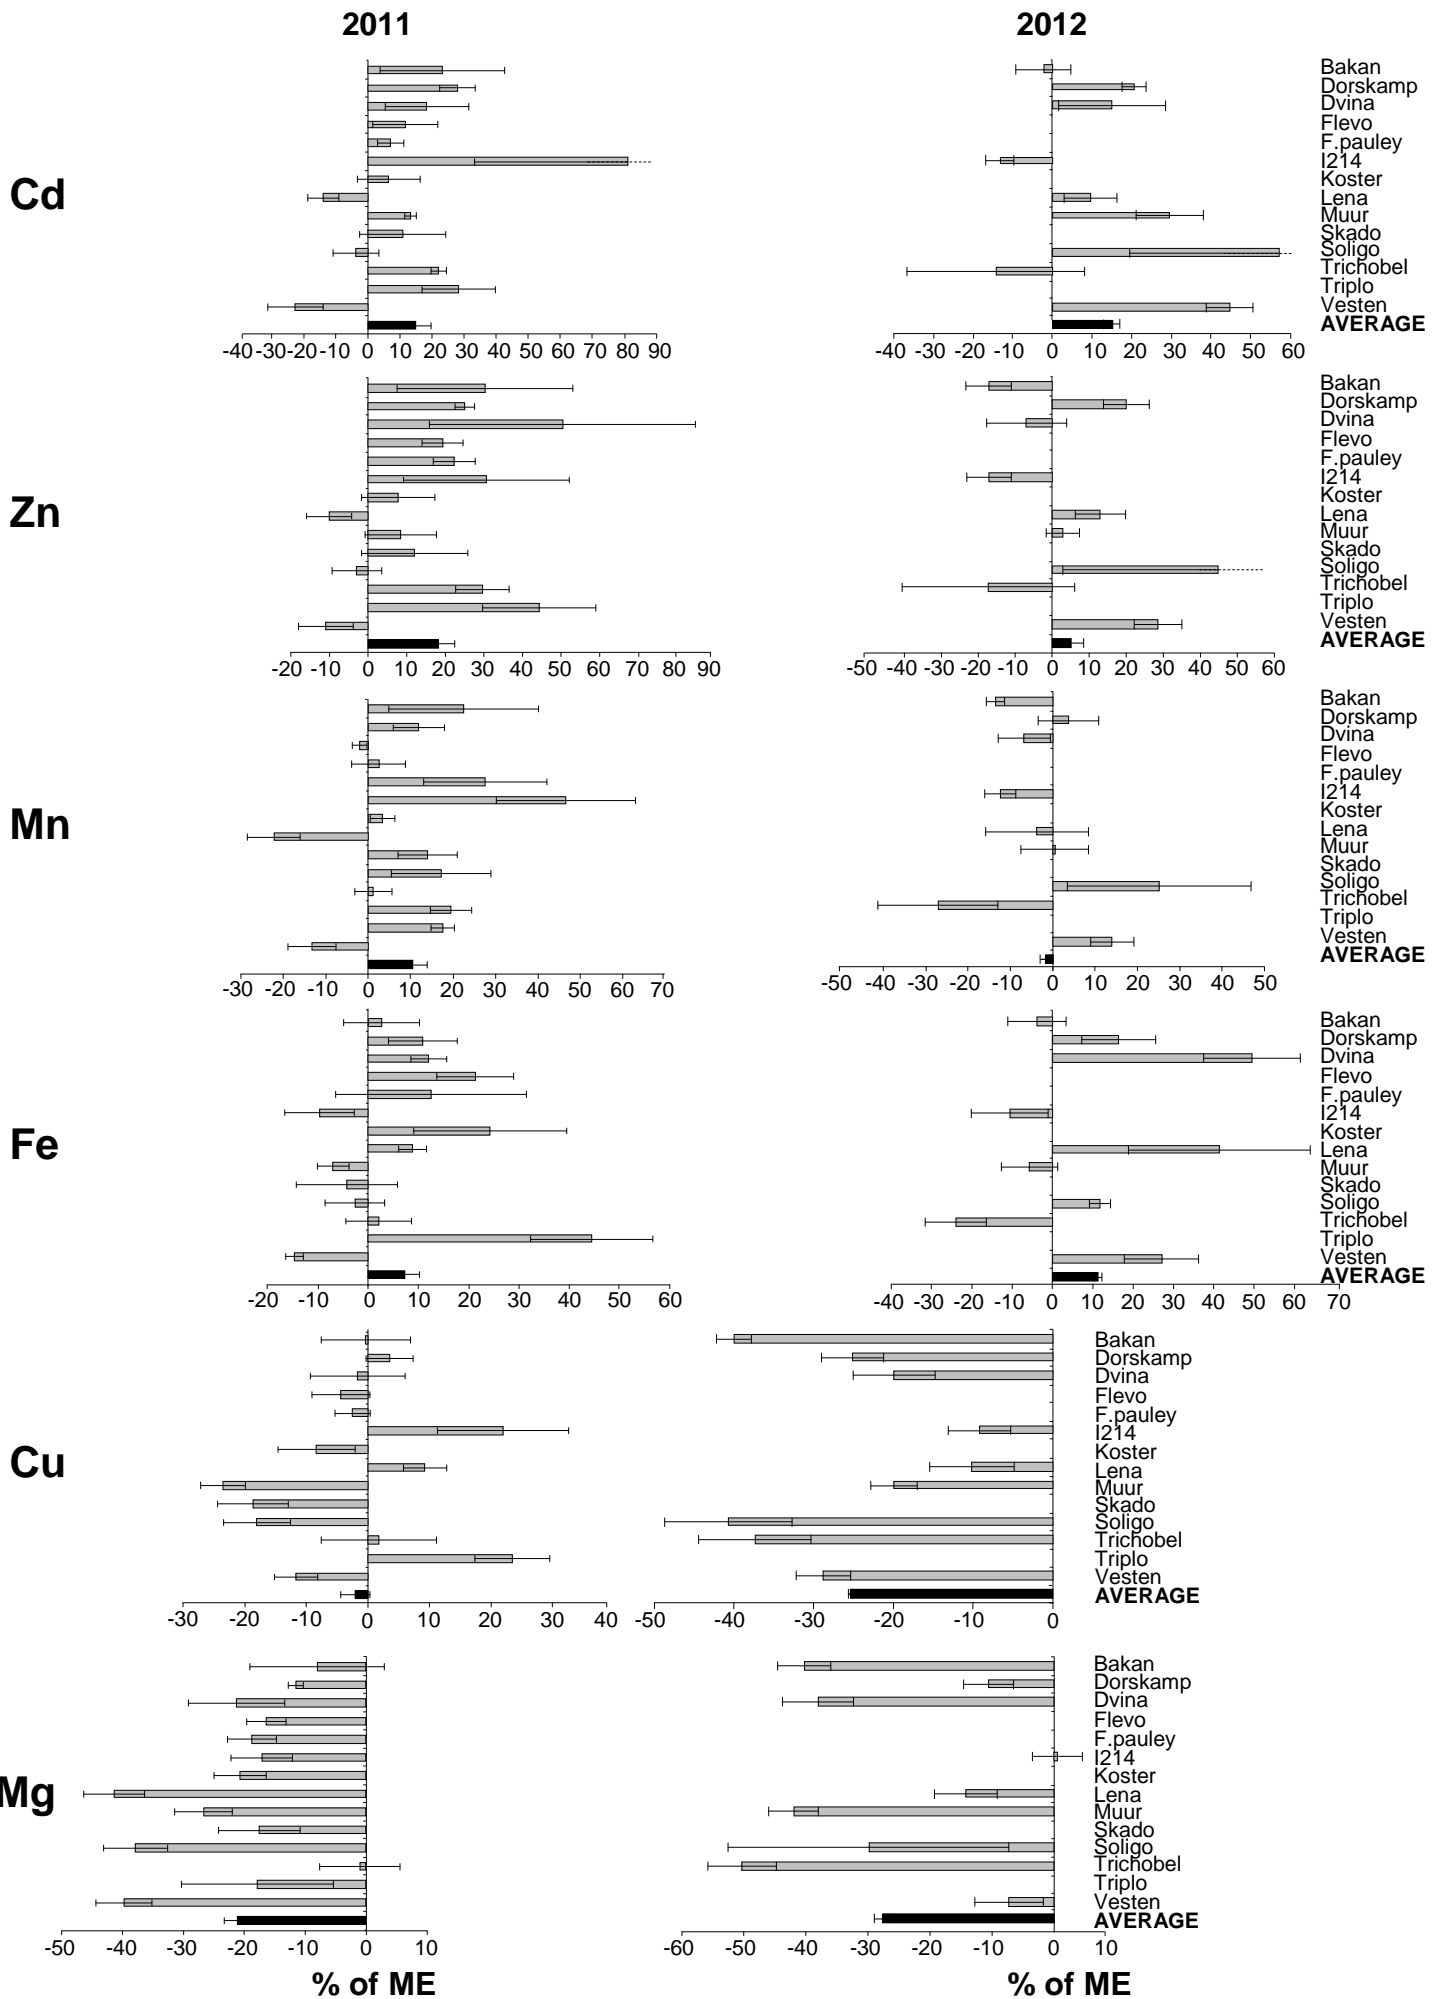 2011 2012
Cd
Bakan
Dorskamp
Dvina
Flevo
F.pauley
I214
Koster
Lena
Muur
Skado
Soligo
Trichobel
Triplo
Vesten
AVERAGE
-40 -30 -20 -10 0 10 20 30 40 50 60 70 80 90
-40 -30 -20 -10 0 10 20 30 40 50 60
Zn
Bakan
Dorskamp
Dvina
Flevo
F.pauley
I214
Koster
Lena
Muur
Skado
Soligo
Trichobel
Triplo
Vesten
AVERAGE
-20 -10 0 10 20 30 40 50 60 70 80 90
-50 -40 -30 -20 -10 0 10 20 30 40 50 60
Mn
Bakan
Dorskamp
Dvina
Flevo
F.pauley
I214
Koster
Lena
Muur
Skado
Soligo
Trichobel
Triplo
Vesten
AVERAGE
-30 -20 -10 0 10 20 30 40 50 60 70
-50 -40 -30 -20 -10 0 10 20 30 40 50
Fe
Bakan
Dorskamp
Dvina
Flevo
F.pauley
I214
Koster
Lena
Muur
Skado
Soligo
Trichobel
Triplo
Vesten
AVERAGE
-20 -10 0 10 20 30 40 50 60
-40 -30 -20 -10 0 10 20 30 40 50 60 70
Cu
Bakan
Dorskamp
Dvina
Flevo
F.pauley
I214
Koster
Lena
Muur
Skado
Soligo
Trichobel
Triplo
Vesten
AVERAGE
-30 -20 -10 0 10 20 30 40
-50 -40 -30 -20 -10 0
Mg
Bakan
Dorskamp
Dvina
Flevo
F.pauley
I214
Koster
Lena
Muur
Skado
Soligo
Trichobel
Triplo
Vesten
AVERAGE
-50 -40 -30 -20 -10 0 10
-60 -50 -40 -30 -20 -10 0 10
% of ME % of ME